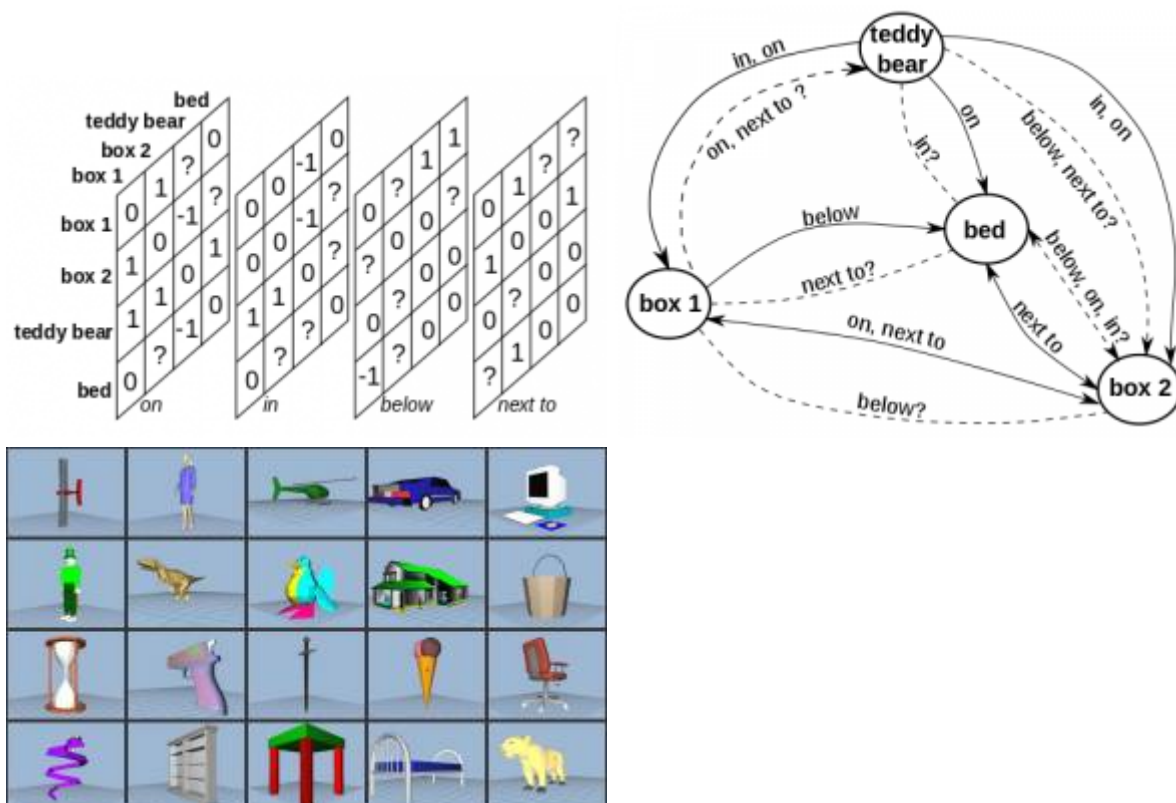 bed
teddy bear
box 2
box 1
box 1
box 2
teddy bear
bed
0 1 ? 0
1 0 -1 ?
1 1 0 1
0 ? -1 0
on
0 0 -1 0
0 0 -1 ?
1 1 0 ?
0 ? ? 0
in
0 ? 1 1
? 0 0 ?
0 ? 0 0
-1 ? 0 0
below
0 1 ? ?
1 0 0 1
0 ? 0 0
? 1 0 0
next to
teddy
bear
in, on
on, next to ?
in?
on
below, next to?
in, on
bed
below
next to?
below, on, in?
next to
box 1
on, next to
box 2
below?